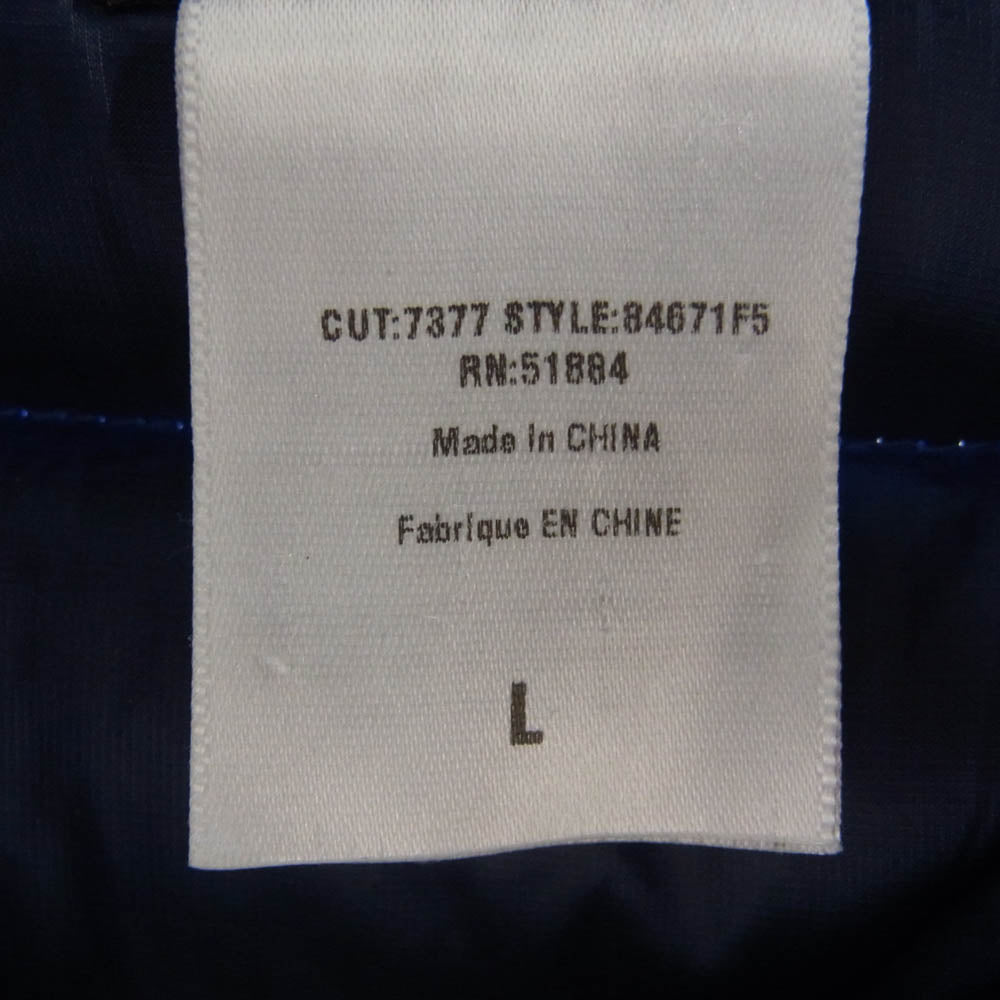 CUT:7377 STYLE:84671F5
RN:51884
Made in CHINA
Fabrique EN CHINE
L